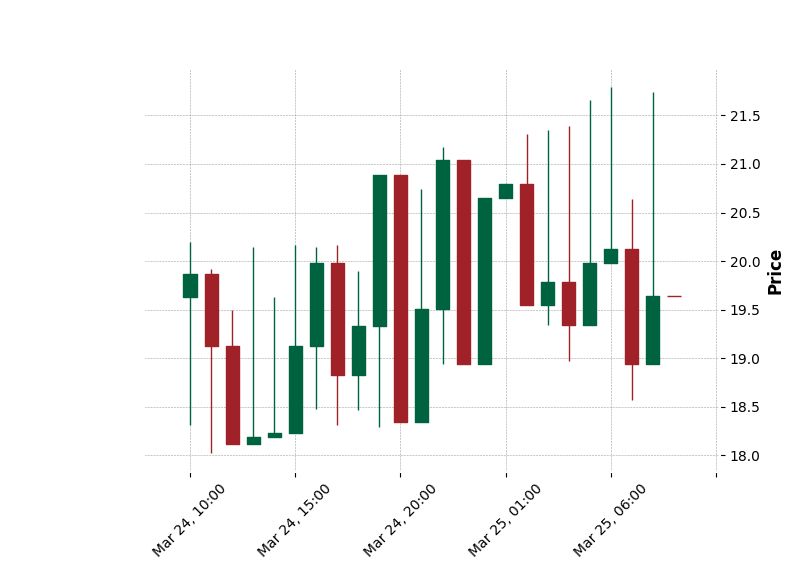 21.5
21.0
20.5
20.0
19.5
19.0
18.5
18.0
Price
Mar 24, 10:00
Mar 24, 15:00
Mar 24, 20:00
Mar 25, 01:00
Mar 25, 06:00